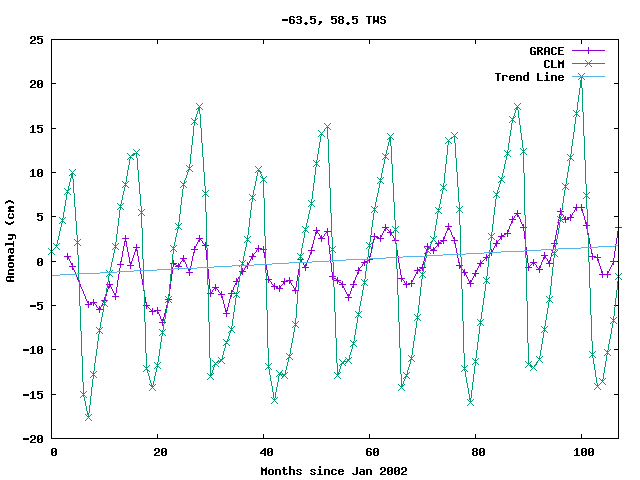 -63.5, 58.5 TWS
GRACE
CLM
Trend Line
25
20
15
10
5
0
-5
-10
-15
-20
Anomaly (cm)
0 20 40 60 80 100
Months since Jan 2002